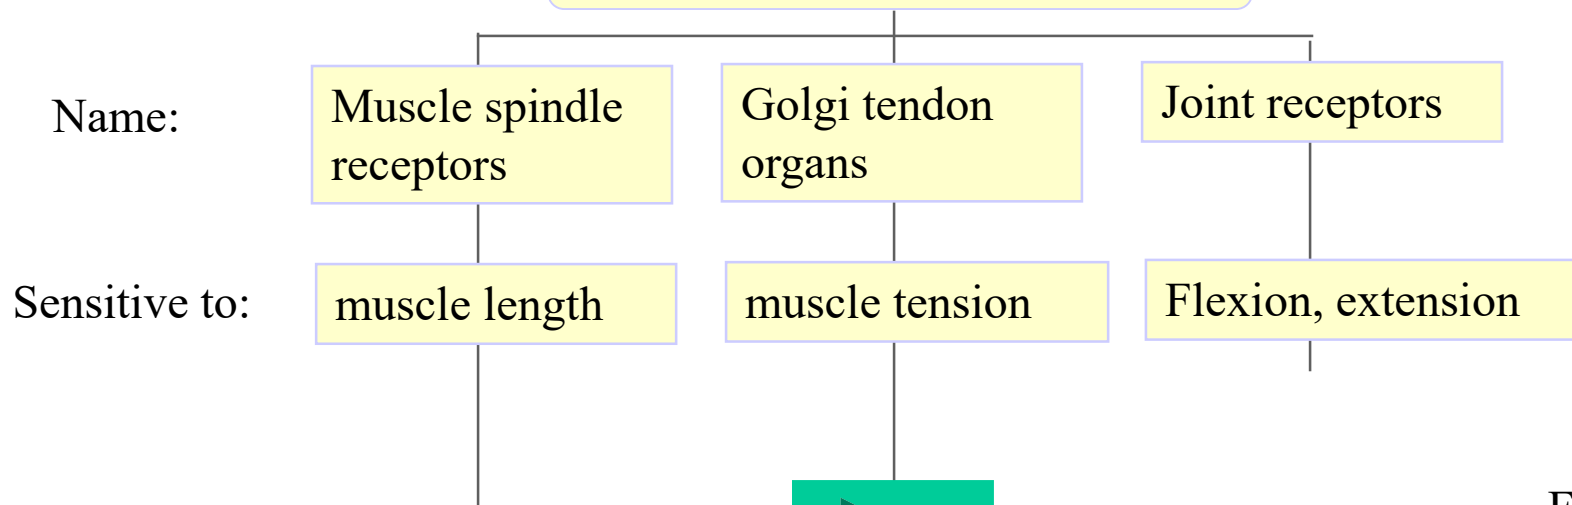 Name:
Muscle spindle
receptors
Golgi tendon
organs
Joint receptors
Sensitive to:
muscle length
muscle tension
Flexion, extension